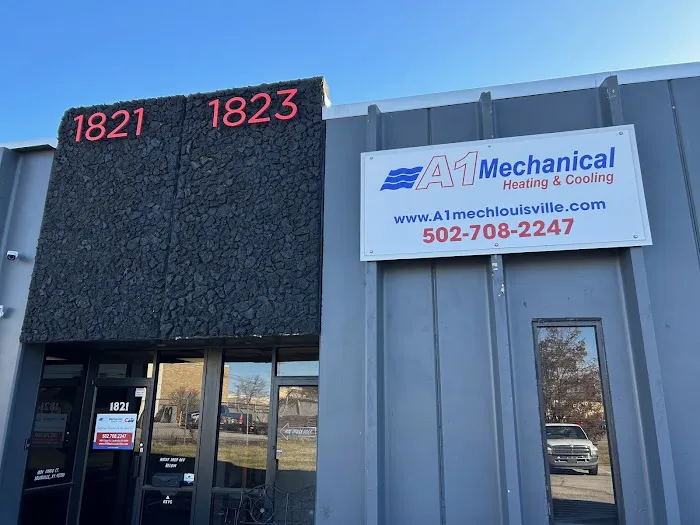 1821
1823
A1 Mechanical
Heating & Cooling
www.A1mechlouisville.com
502-708-2247
1821
502.708.2247